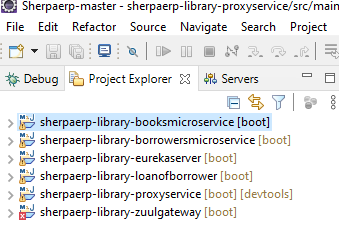 Sherpaerp-master - sherpaerp-library-proxyservice/src/main
File Edit Source Refactor Navigate Search Project
Debug Project Explorer Servers
sherpaerp-library-booksmicroservice [boot]
sherpaerp-library-borrowersmicroservice [boot]
sherpaerp-library-eurekaserver [boot]
sherpaerp-library-loanofborrower [boot]
sherpaerp-library-proxyservice [boot] [devtools]
sherpaerp-library-zuulgateway [boot]